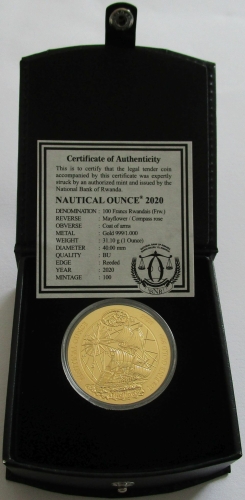 Certificate of Authenticity
This is to certify that the legal tender coin
accompanied by this certificate was expertly
struck by an authorized mint and issued by the
National Bank of Rwanda.
NAUTICAL OUNCE® 2020
DENOMINATION : 100 Francs Rwandais (Frw.)
REVERSE : Mayflower / Compass rose
OBVERSE : Coat of arms
METAL : Gold 999/1.000
WEIGHT : 31.10 g (1 Ounce)
DIAMETER : 40.00 mm
QUALITY : BU
EDGE : Reeded
YEAR : 2020
MINTAGE : 100
BNR